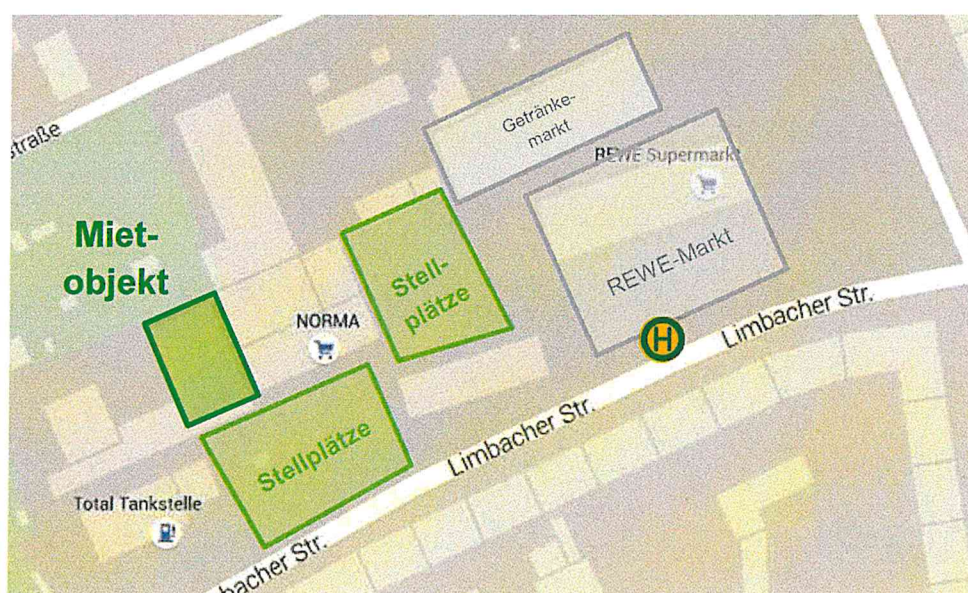 Getränke-
markt
REWE Supermarkt
straße
Miet-
objekt
Stell-
plätze
REWE-Markt
NORMA
H
Limbacher Str.
Limbacher Str.
Stellplätze
Total Tankstelle
bacher Str.